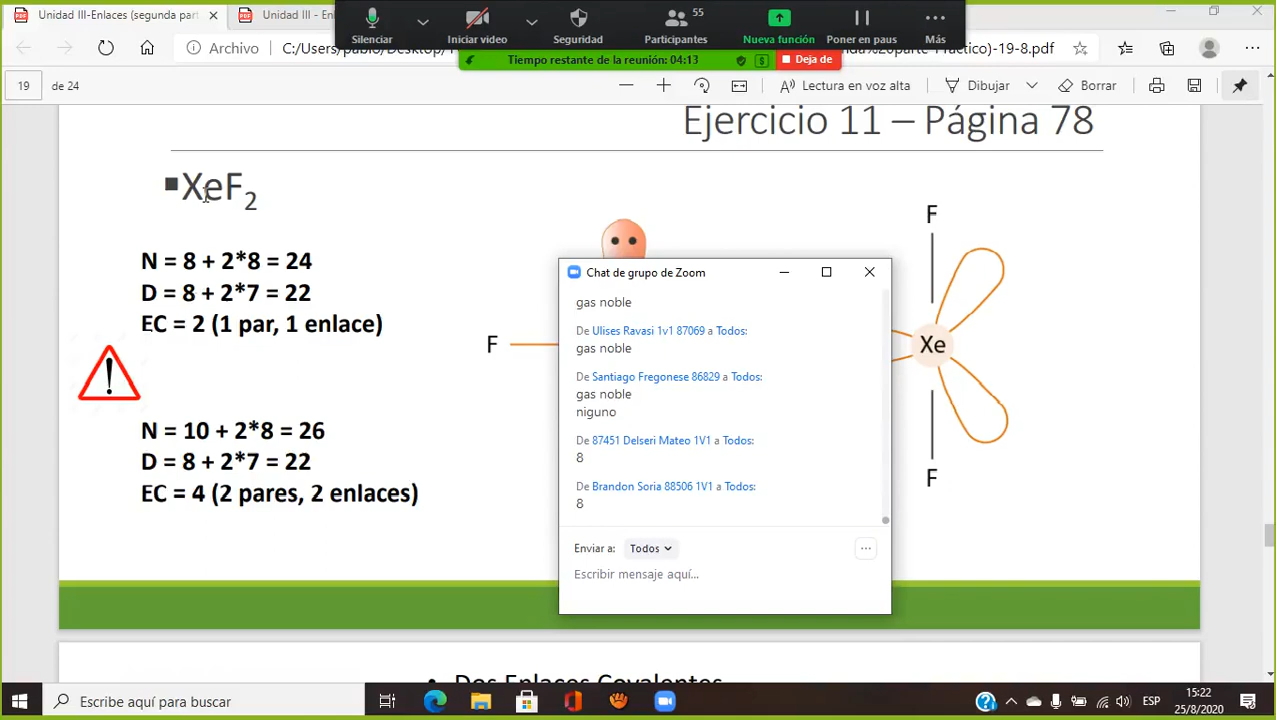 Unidad III-Enlaces (segunda part
Unidad III - En
Silenciar
Iniciar video
Seguridad
55
Participantes
Nueva función
Poner en paus
Más
Tiempo restante de la reunión: 04:13
Deja de
Archivo
C:/Users/pablo/Desktop/
)-19-8.pdf
19
de 24
Lectura en voz alta
Dibujar
Borrar
Ejercicio 11 – Página 78
XeF2
N = 8 + 2*8 = 24
D = 8 + 2*7 = 22
EC = 2 (1 par, 1 enlace)
!
N = 10 + 2*8 = 26
D = 8 + 2*7 = 22
EC = 4 (2 pares, 2 enlaces)
F
F
Xe
F
Chat de grupo de Zoom
gas noble
De Ulises Ravasi 1v1 87069 a Todos:
gas noble
De Santiago Fregonese 86829 a Todos:
gas noble
niguno
De 87451 Delseri Mateo 1V1 a Todos:
8
De Brandon Soria 88506 1V1 a Todos:
8
Enviar a: Todos
Escribir mensaje aquí...
Dos Enlaces Covalentes
Escribe aquí para buscar
ESP
15:22
25/8/2020